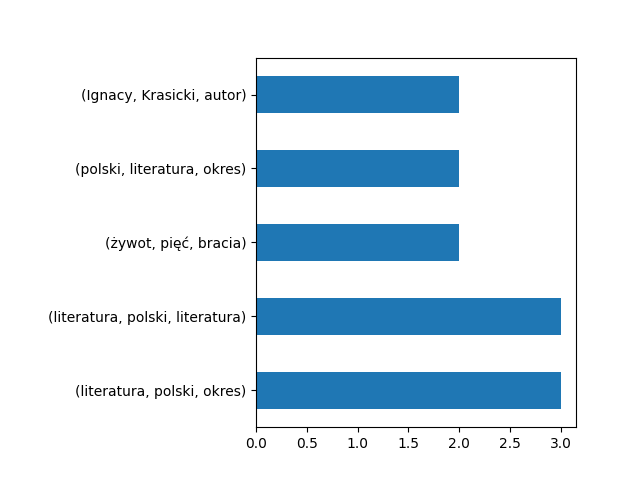 (Ignacy, Krasicki, autor)
(polski, literatura, okres)
(żywot, pięć, bracia)
(literatura, polski, literatura)
(literatura, polski, okres)
0.0 0.5 1.0 1.5 2.0 2.5 3.0